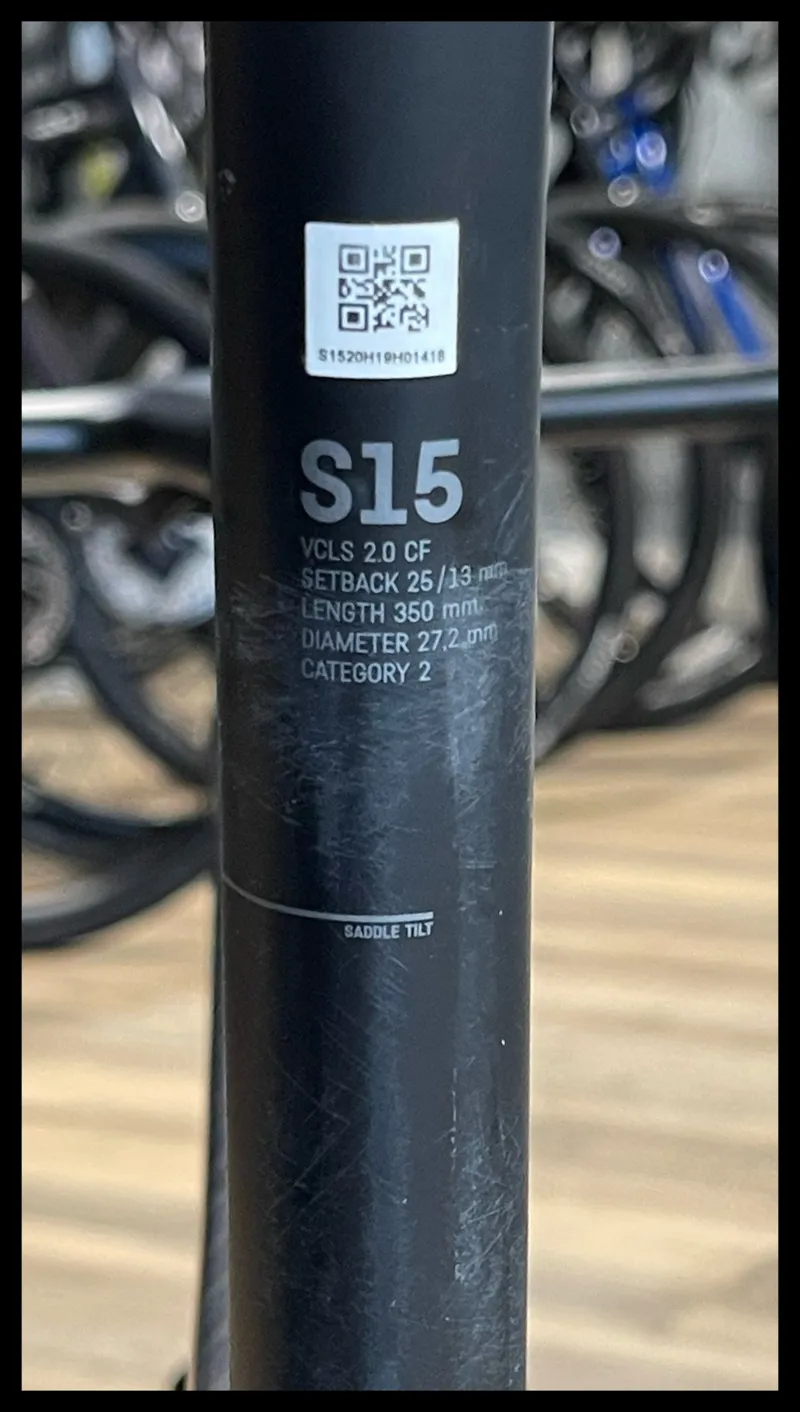 S1520H19H01418
S15
VCLS 2.0 CF
SETBACK 25/13 mm
LENGTH 350 mm
DIAMETER 27,2 mm
CATEGORY 2
SADDLE TILT